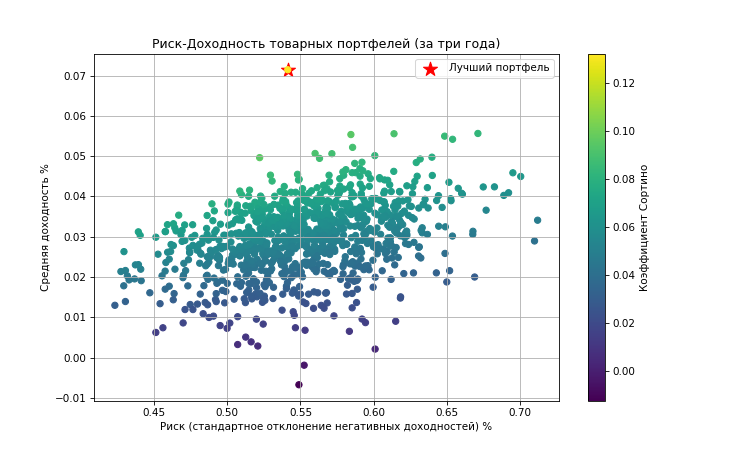 Риск-Доходность товарных портфелей (за три года)
Лучший портфель
Средняя доходность %
0.07
0.06
0.05
0.04
0.03
0.02
0.01
0.00
−0.01
0.45 0.50 0.55 0.60 0.65 0.70
Риск (стандартное отклонение негативных доходностей) %
0.12
0.10
0.08
0.06
0.04
0.02
0.00
Коэффициент Сортино